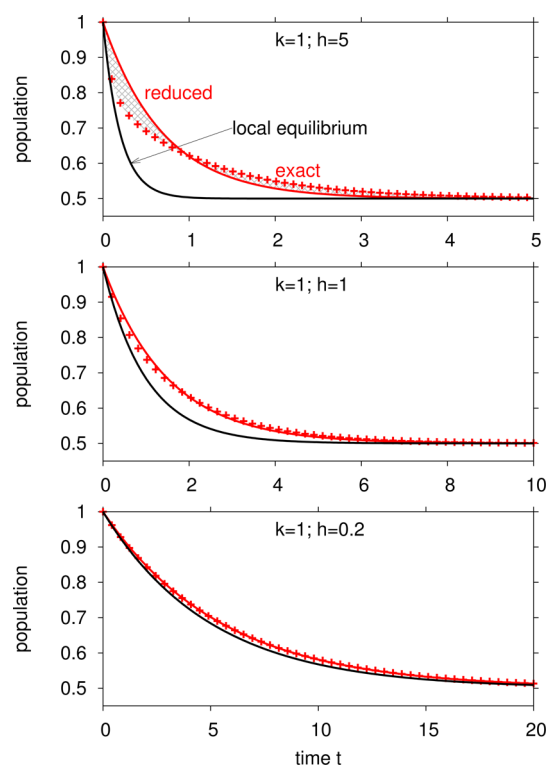 k=1; h=5
1
0.9
0.8
0.7
0.6
0.5
population
reduced
local equilibrium
exact
0 1 2 3 4 5
k=1; h=1
1
0.9
0.8
0.7
0.6
0.5
population
0 2 4 6 8 10
k=1; h=0.2
1
0.9
0.8
0.7
0.6
0.5
population
0 5 10 15 20
time t